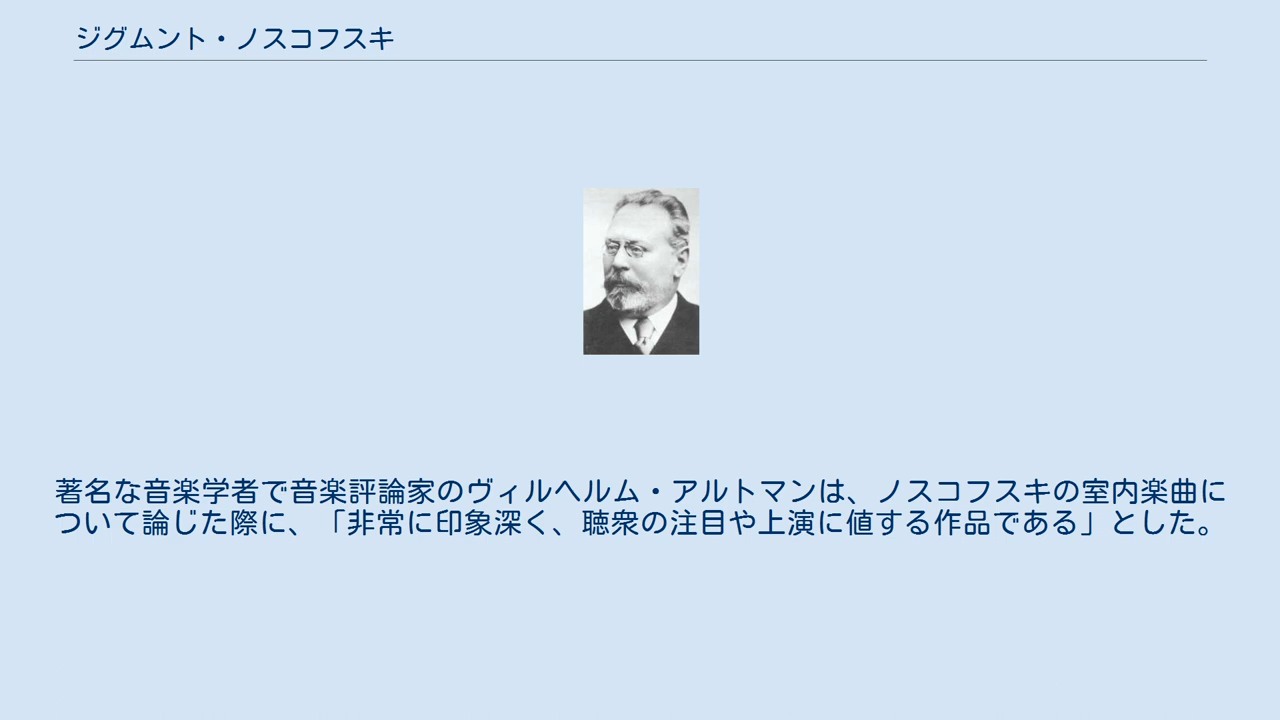 ジグムント・ノスコフスキ
著名な音楽学者で音楽評論家のヴィルヘルム・アルトマンは、ノスコフスキの室内楽曲に
ついて論じた際に、「非常に印象深く、聴衆の注目や上演に値する作品である」とした。